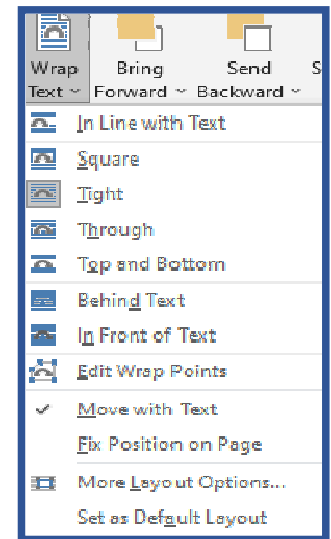 Wrap Bring Send S
Text Forward Backward
In Line with Text
Square
Tight
Through
Top and Bottom
Behind Text
In Front of Text
Edit Wrap Points
Move with Text
Fix Position on Page
More Layout Options...
Set as Default Layout